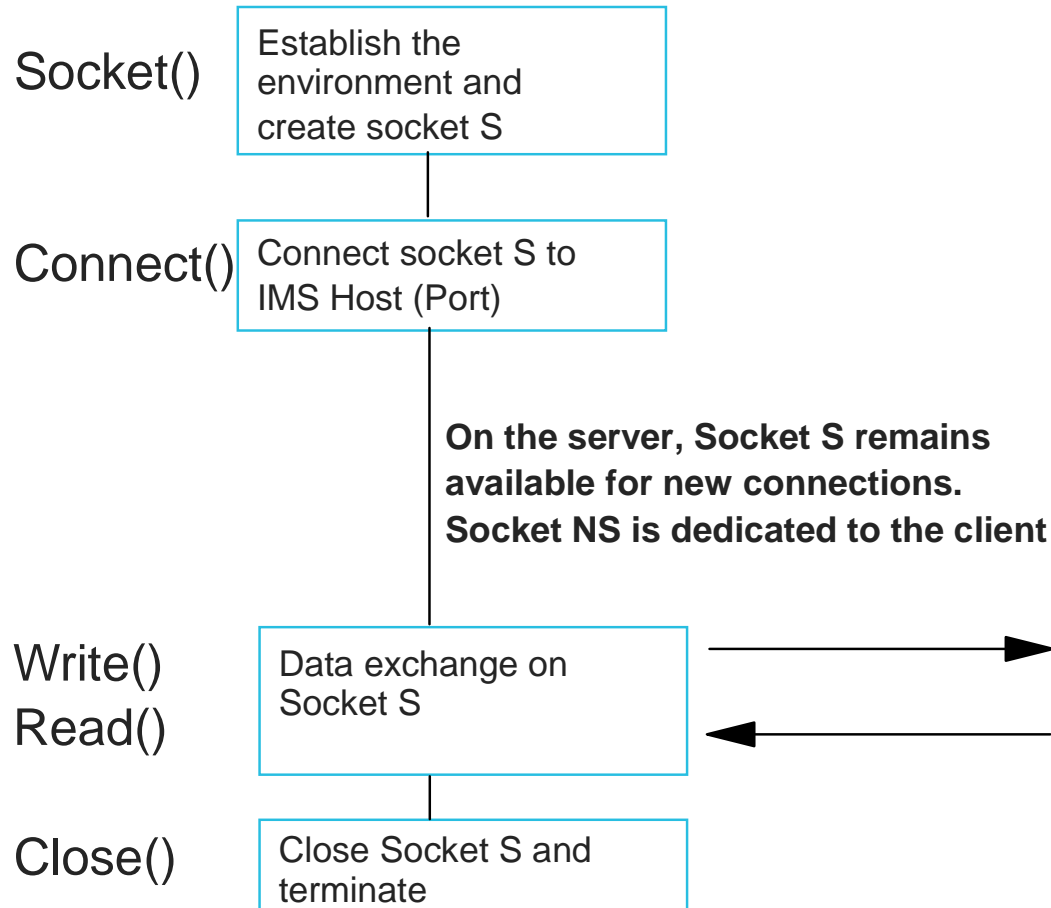 Socket()
Establish the
environment and
create socket S
Connect()
Connect socket S to
IMS Host (Port)
On the server, Socket S remains
available for new connections.
Socket NS is dedicated to the client
Write()
Read()
Data exchange on
Socket S
Close()
Close Socket S and
terminate